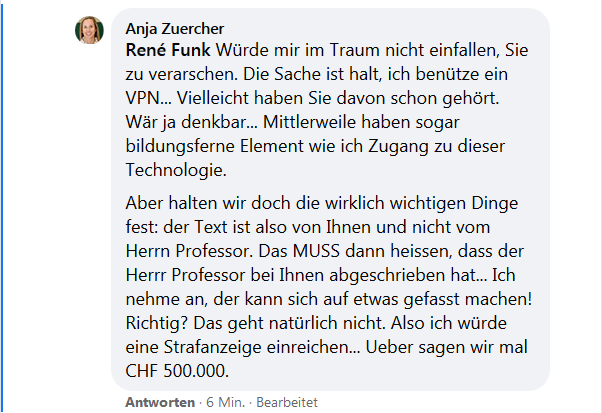 Anja Zuercher
René Funk Würde mir im Traum nicht einfallen, Sie
zu verarschen. Die Sache ist halt, ich benütze ein
VPN... Vielleicht haben Sie davon schon gehört.
Wär ja denkbar... Mittlerweile haben sogar
bildungsferne Element wie ich Zugang zu dieser
Technologie.
Aber halten wir doch die wirklich wichtigen Dinge
fest: der Text ist also von Ihnen und nicht vom
Herrn Professor. Das MUSS dann heissen, dass der
Herrr Professor bei Ihnen abgeschrieben hat... Ich
nehme an, der kann sich auf etwas gefasst machen!
Richtig? Das geht natürlich nicht. Also ich würde
eine Strafanzeige einreichen... Ueber sagen wir mal
CHF 500.000.
Antworten · 6 Min. · Bearbeitet